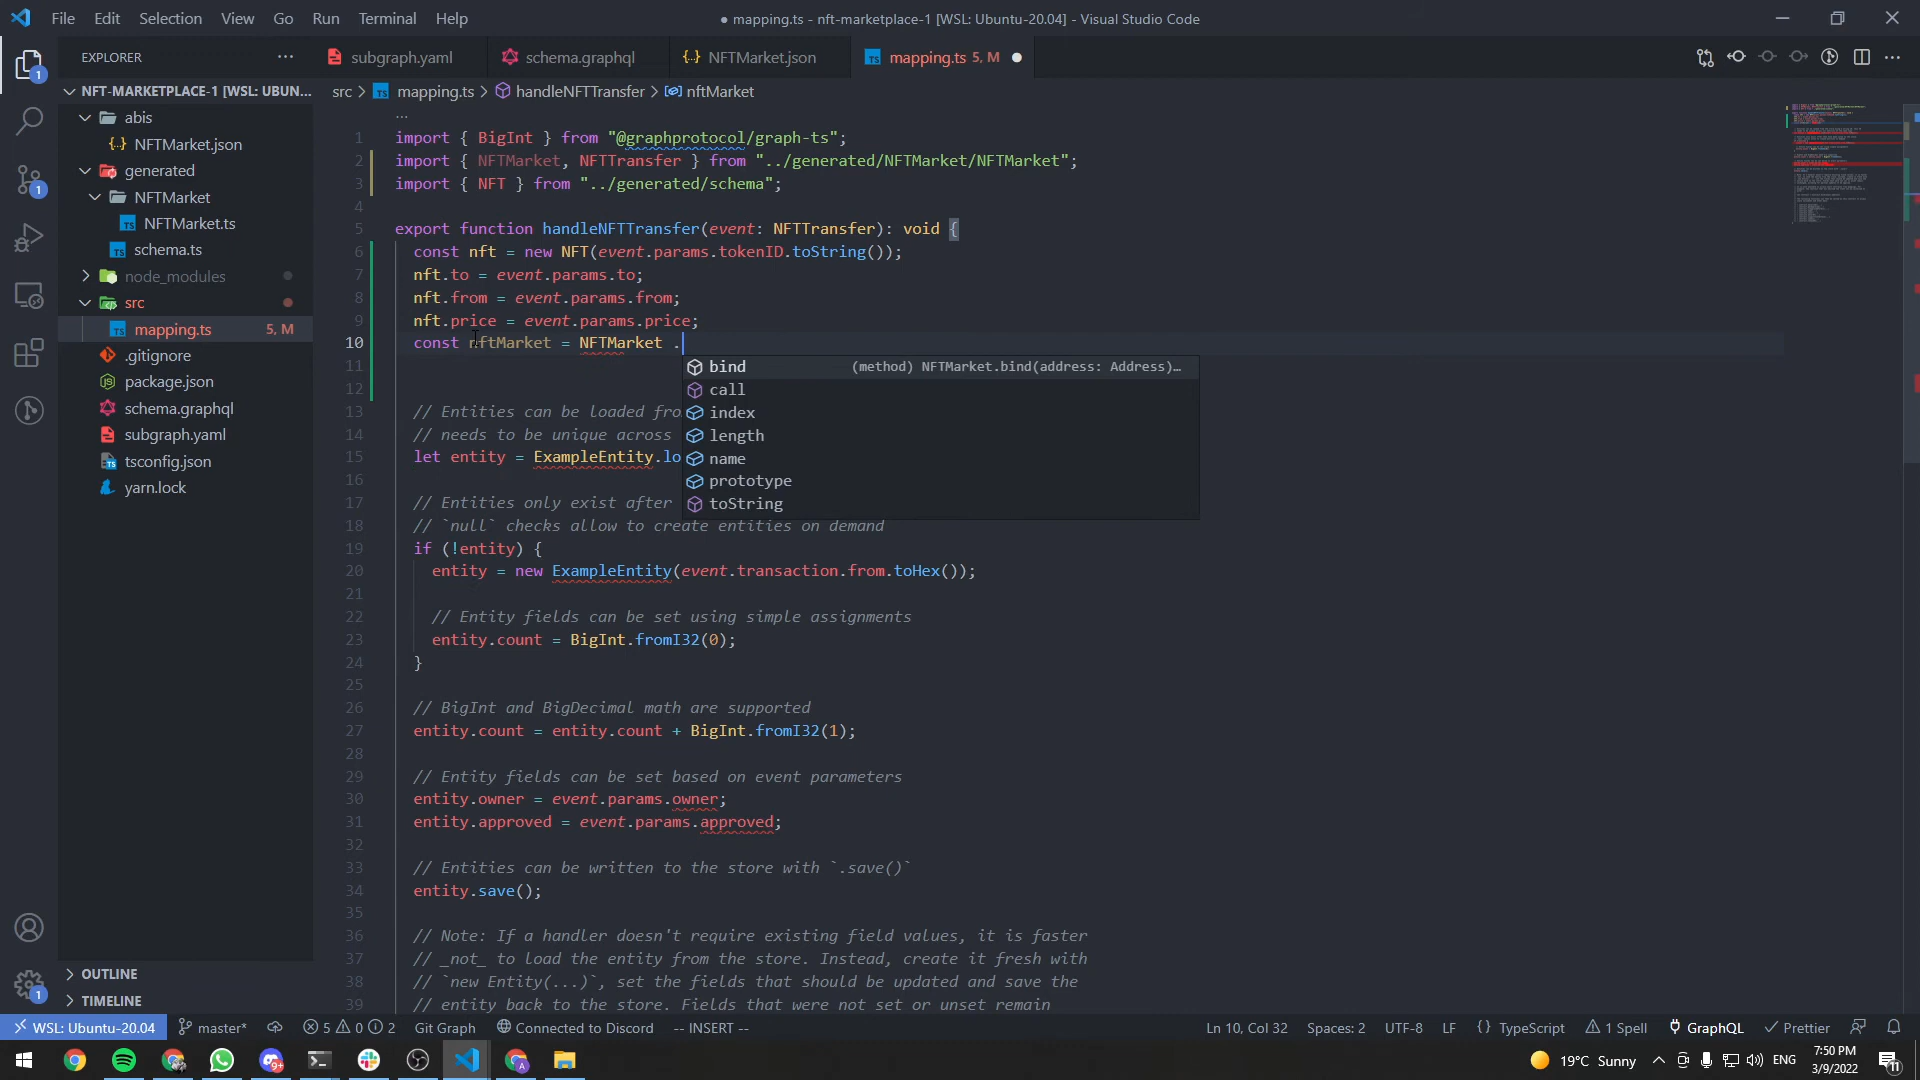 File Edit Selection View Go Run Terminal Help
● mapping.ts - nft-marketplace-1 [WSL: Ubuntu-20.04] - Visual Studio Code
EXPLORER
subgraph.yaml
schema.graphql
NFTMarket.json
mapping.ts 5, M
NFT-MARKETPLACE-1 [WSL: UBUN...
src > mapping.ts > handleNFTTransfer > nftMarket
abis
NFTMarket.json
generated
NFTMarket
NFTMarket.ts
schema.ts
node_modules
src
mapping.ts 5, M
.gitignore
package.json
schema.graphql
subgraph.yaml
tsconfig.json
yarn.lock
OUTLINE
TIMELINE
...
1 import { BigInt } from "@graphprotocol/graph-ts";
2 import { NFTMarket, NFTTransfer } from "../generated/NFTMarket/NFTMarket";
3 import { NFT } from "../generated/schema";
4
5 export function handleNFTTransfer(event: NFTTransfer): void {
6 const nft = new NFT(event.params.tokenID.toString());
7 nft.to = event.params.to;
8 nft.from = event.params.from;
9 nft.price = event.params.price;
10 const nftMarket = NFTMarket .
11
12
bind (method) NFTMarket.bind(address: Address)…
call
index
length
name
prototype
toString
13 // Entities can be loaded fro
14 // needs to be unique across
15 let entity = ExampleEntity.lo
16
17 // Entities only exist after
18 // `null` checks allow to create entities on demand
19 if (!entity) {
20 entity = new ExampleEntity(event.transaction.from.toHex());
21
22 // Entity fields can be set using simple assignments
23 entity.count = BigInt.fromI32(0);
24 }
25
26 // BigInt and BigDecimal math are supported
27 entity.count = entity.count + BigInt.fromI32(1);
28
29 // Entity fields can be set based on event parameters
30 entity.owner = event.params.owner;
31 entity.approved = event.params.approved;
32
33 // Entities can be written to the store with `.save()`
34 entity.save();
35
36 // Note: If a handler doesn't require existing field values, it is faster
37 // _not_ to load the entity from the store. Instead, create it fresh with
38 // `new Entity(...)`, set the fields that should be updated and save the
39 // entity back to the store. Fields that were not set or unset remain
WSL: Ubuntu-20.04 master* 5 0 2 Git Graph Connected to Discord -- INSERT -- Ln 10, Col 32 Spaces: 2 UTF-8 LF {} TypeScript 1 Spell GraphQL Prettier
19°C Sunny ENG 7:50 PM
3/9/2022